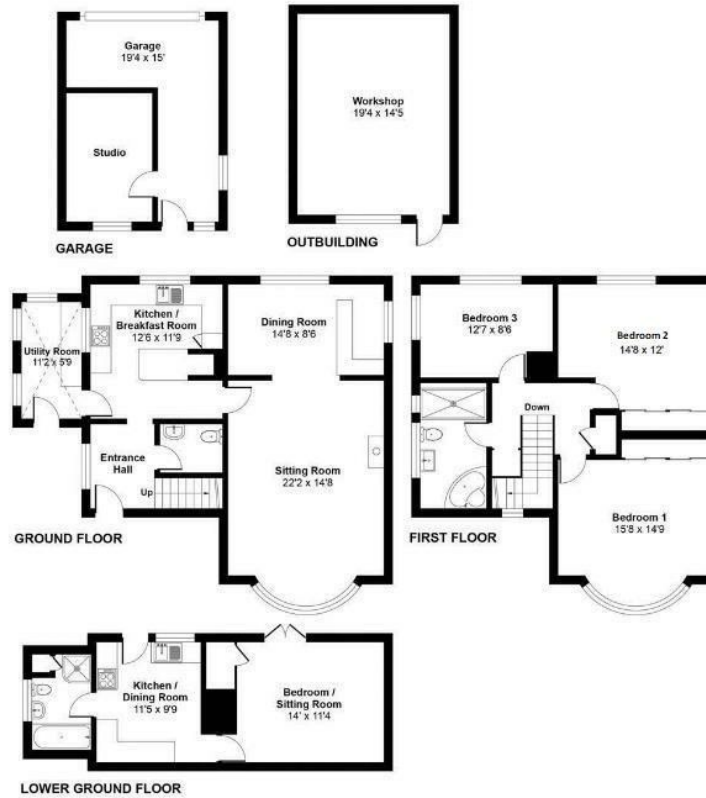 Garage
19'4 x 15'
Studio
GARAGE
Workshop
19'4 x 14'5
OUTBUILDING
Kitchen /
Breakfast Room
12'6 x 11'9
Utility Room
11'2 x 5'9
Dining Room
14'8 x 8'6
Entrance
Hall
Up
Sitting Room
22'2 x 14'8
GROUND FLOOR
Bedroom 3
12'7 x 8'6
Bedroom 2
14'8 x 12'
Down
Bedroom 1
15'8 x 14'9
FIRST FLOOR
Kitchen /
Dining Room
11'5 x 9'9
Bedroom /
Sitting Room
14' x 11'4
LOWER GROUND FLOOR